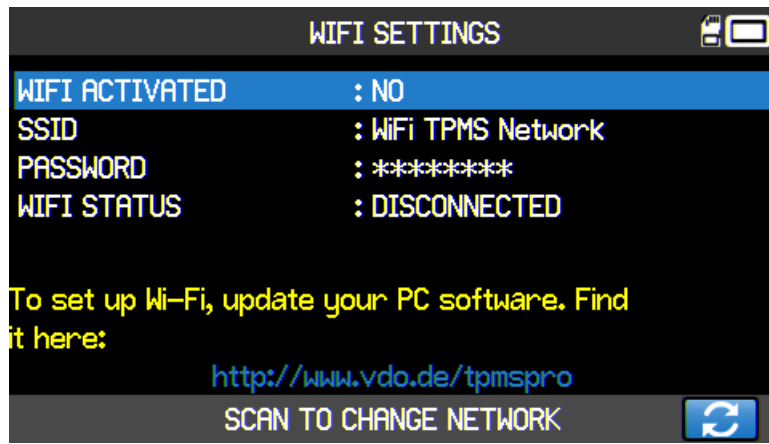 WIFI SETTINGS
WIFI ACTIVATED : NO
SSID : WiFi TPMS Network
PASSWORD : ********
WIFI STATUS : DISCONNECTED
To set up Wi-Fi, update your PC software. Find
it here:
http://www.vdo.de/tpmspro
SCAN TO CHANGE NETWORK